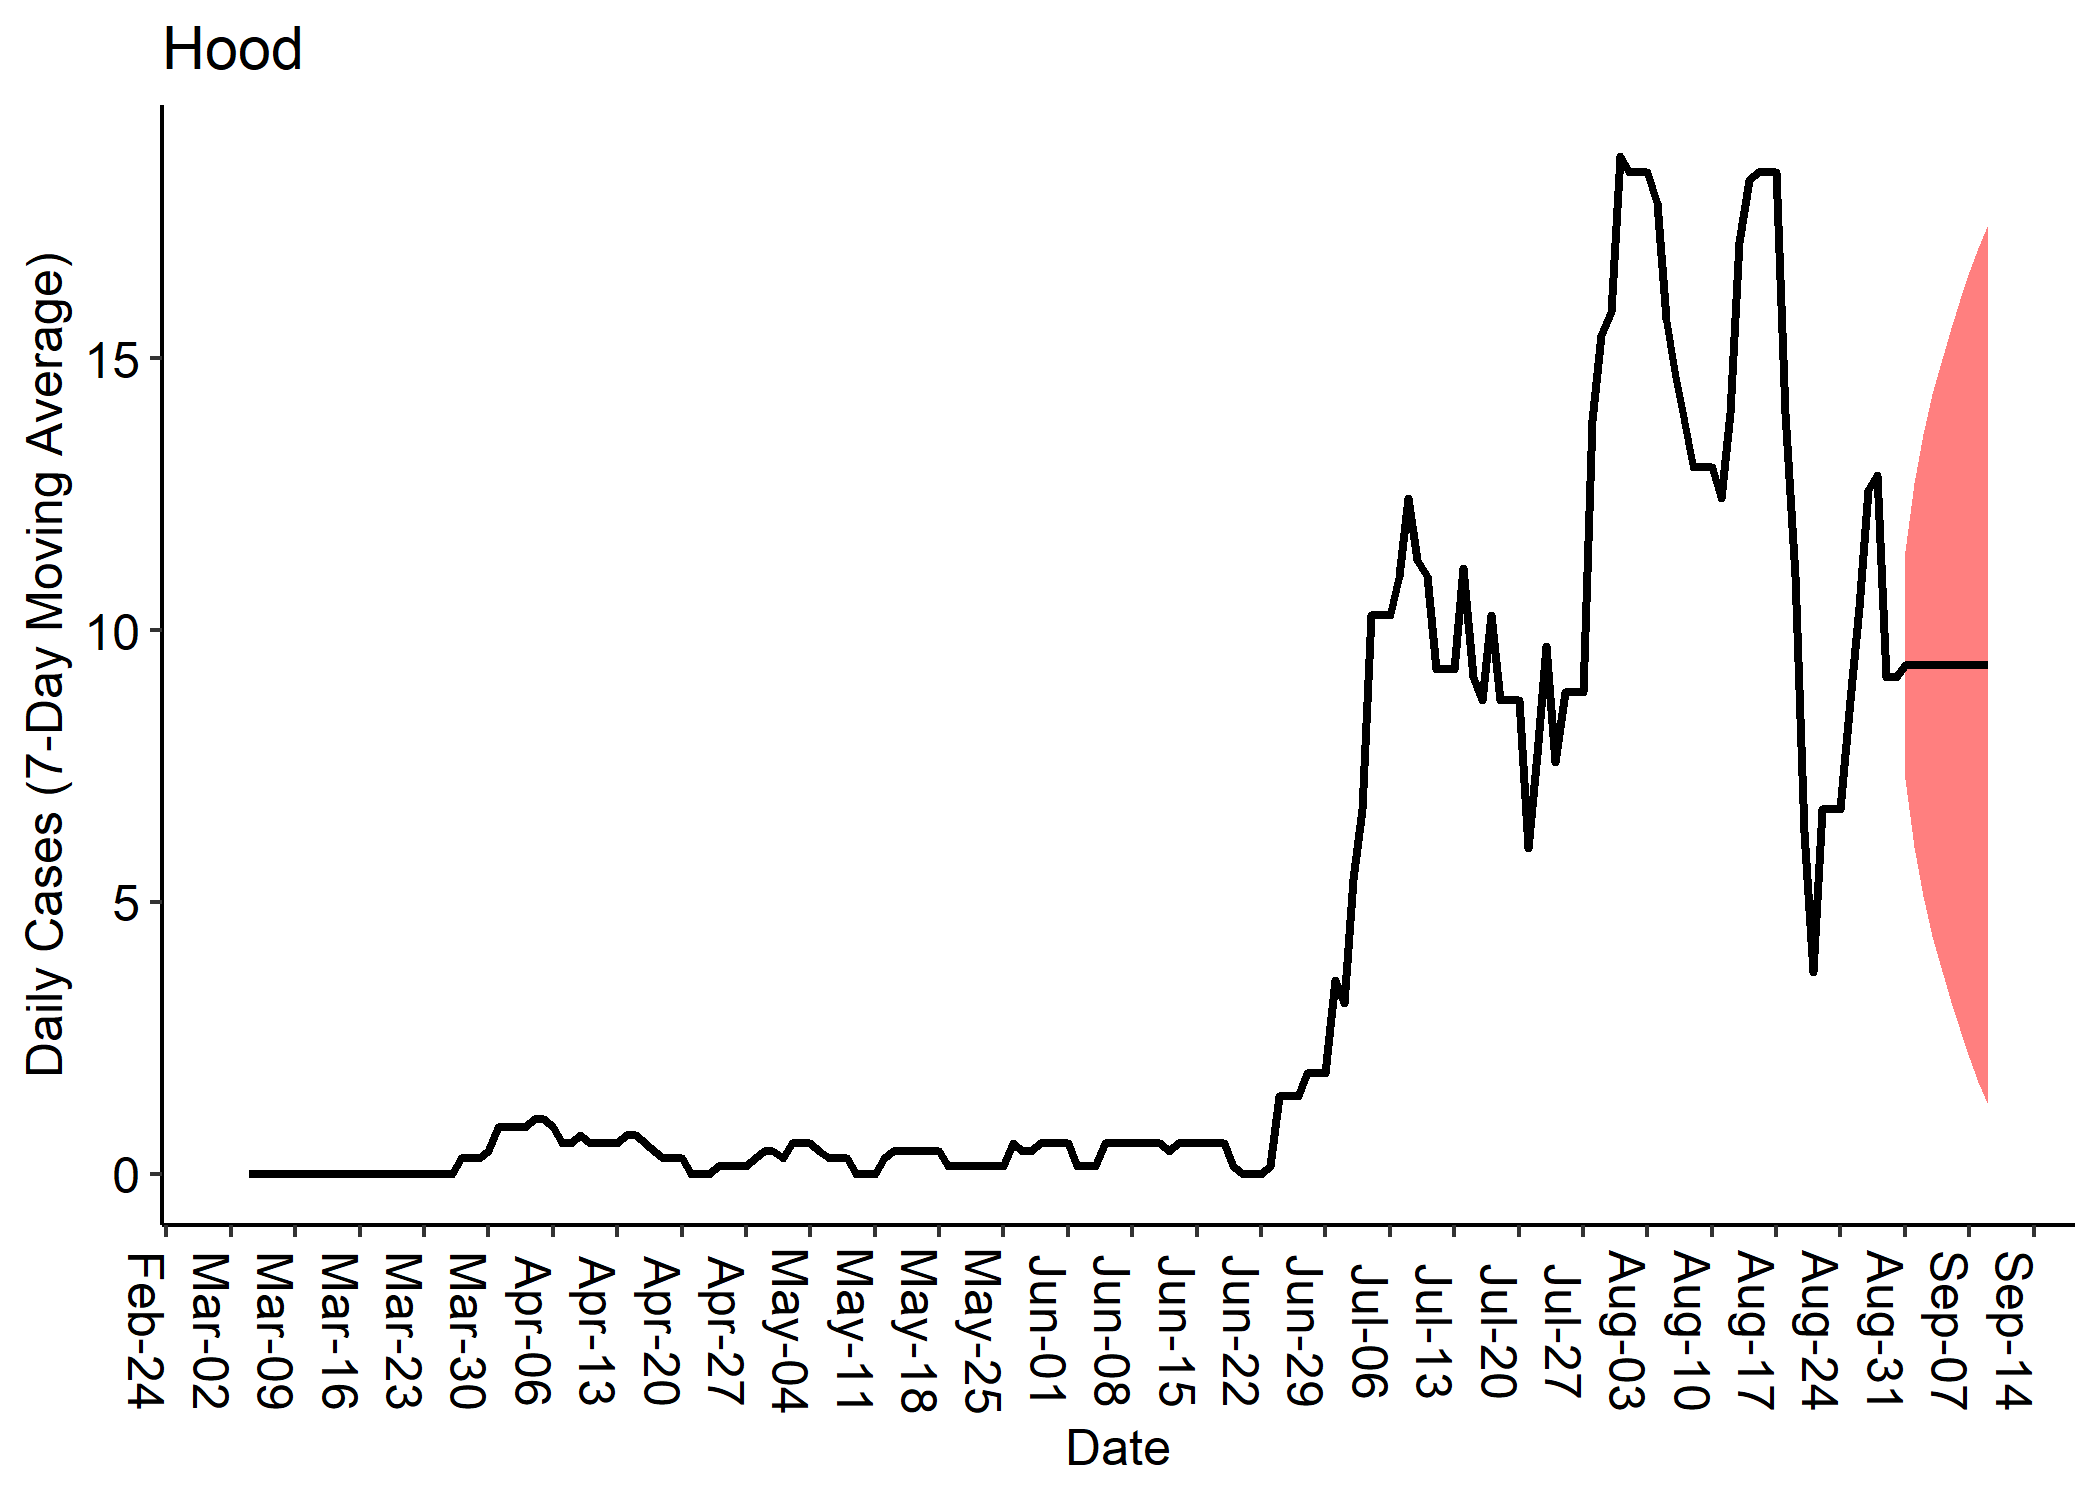 Hood
Daily Cases (7-Day Moving Average)
15
10
5
0
Feb-24
Mar-02
Mar-09
Mar-16
Mar-23
Mar-30
Apr-06
Apr-13
Apr-20
Apr-27
May-04
May-11
May-18
May-25
Jun-01
Jun-08
Jun-15
Jun-22
Jun-29
Jul-06
Jul-13
Jul-20
Jul-27
Aug-03
Aug-10
Aug-17
Aug-24
Aug-31
Sep-07
Sep-14
Date